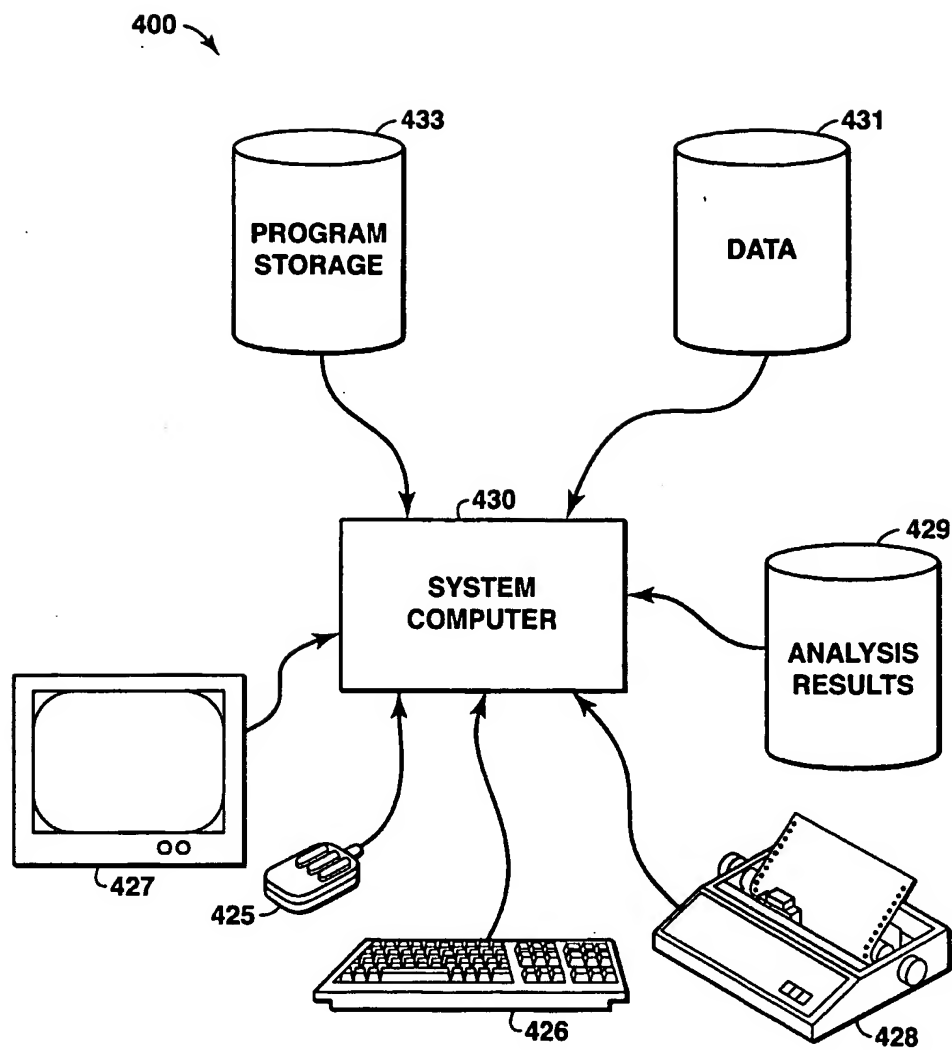 400
433
431
PROGRAM
STORAGE
DATA
430
429
SYSTEM
COMPUTER
ANALYSIS
RESULTS
427
425
426
428